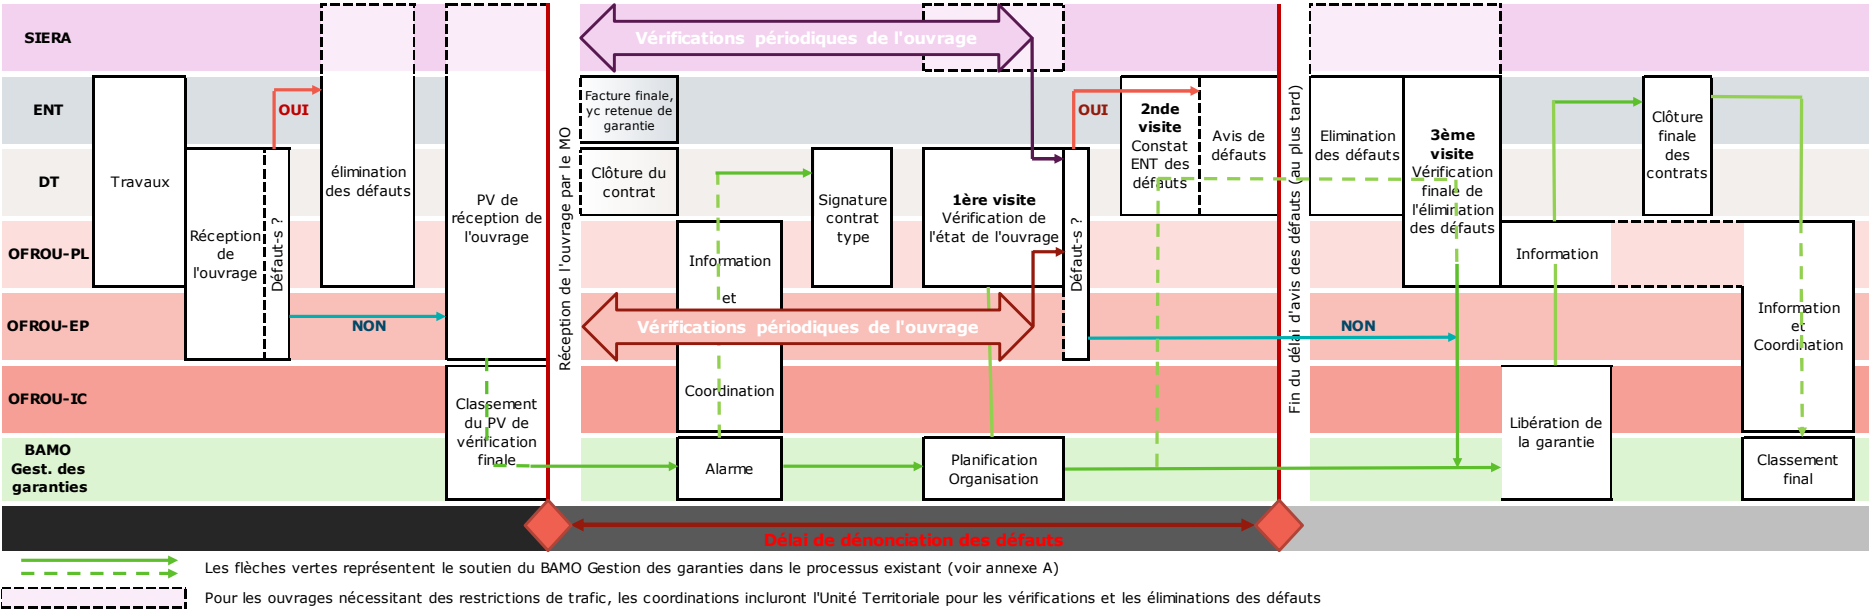 SIERA
ENT
DT
OFROU-PL
OFROU-EP
OFROU-IC
BAMO
Gest. des
garanties
Travaux
Réception
de
l'ouvrage
Défaut-s ?
OUI
NON
élimination
des défauts
PV de
réception de
l'ouvrage
Classement
du PV de
vérification
finale
Réception de l'ouvrage par le MO
Vérifications périodiques de l'ouvrage
Facture finale,
yc retenue de
garantie
Clôture du
contrat
Information
et
Coordination
Vérifications périodiques de l'ouvrage
Alarme
Signature
contrat
type
1ère visite
Vérification de
l'état de l'ouvrage
Planification
Organisation
Défaut-s ?
OUI
NON
2nde
visite
Constat
ENT des
défauts
Avis de
défauts
Fin du délai d'avis des défauts (au plus tard)
Elimination
des défauts
3ème
visite
Vérification
finale de
l'élimination
des défauts
Information
Libération de
la garantie
Clôture
finale
des
contrats
Information
et
Coordination
Classement
final
Délai de dénonciation des défauts
Les flèches vertes représentent le soutien du BAMO Gestion des garanties dans le processus existant (voir annexe A)
Pour les ouvrages nécessitant des restrictions de trafic, les coordinations incluront l'Unité Territoriale pour les vérifications et les éliminations des défauts